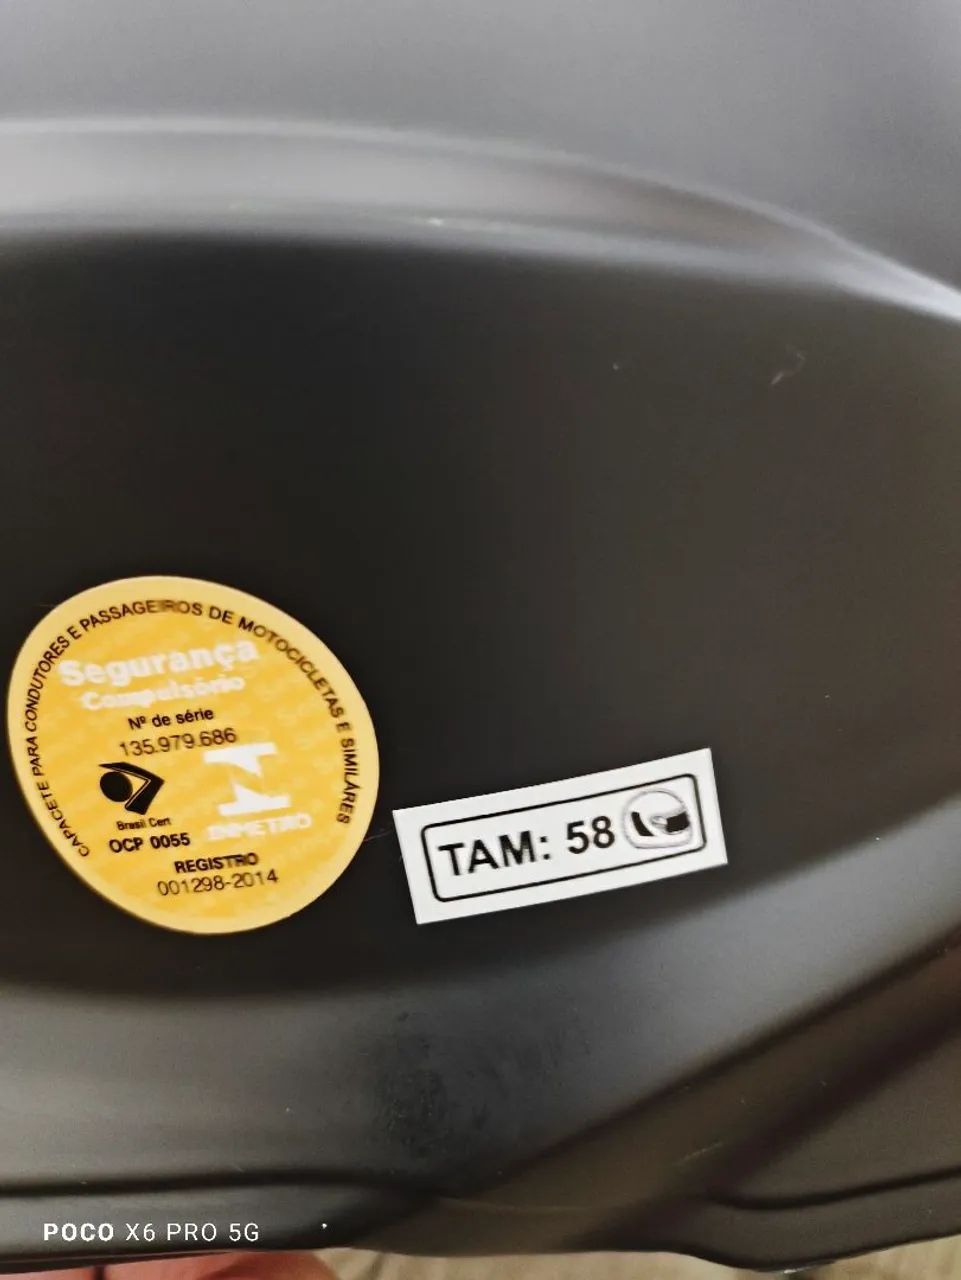 CAPACETE PARA CONDUTORES E PASSAGEIROS DE MOTOCICLETAS E SIMILARES
Segurança
Compulsório
Nº de série
135.979.686
Brasil Cert
OCP 0055
INMETRO
REGISTRO
001298-2014
TAM: 58
POCO X6 PRO 5G